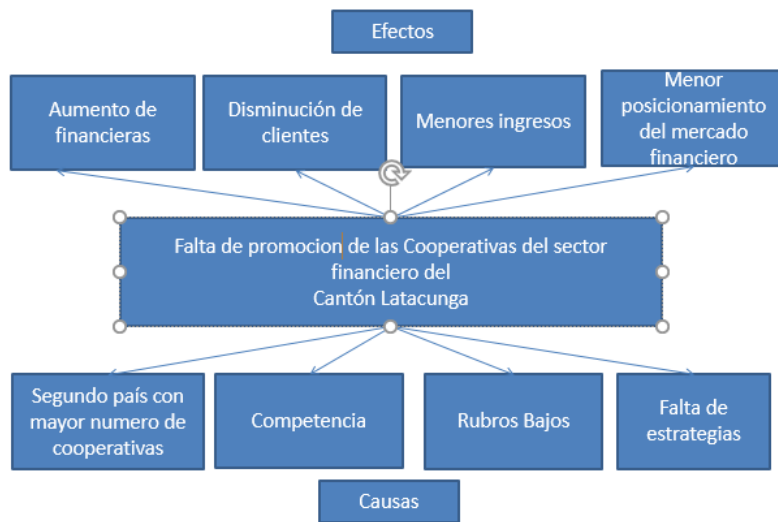 Efectos
Aumento de
financieras
Disminución de
clientes
Menores ingresos
Menor
posicionamiento
del mercado
financiero
Falta de promocion de las Cooperativas del sector
financiero del
Cantón Latacunga
Segundo país con
mayor numero de
cooperativas
Competencia
Rubros Bajos
Falta de
estrategias
Causas